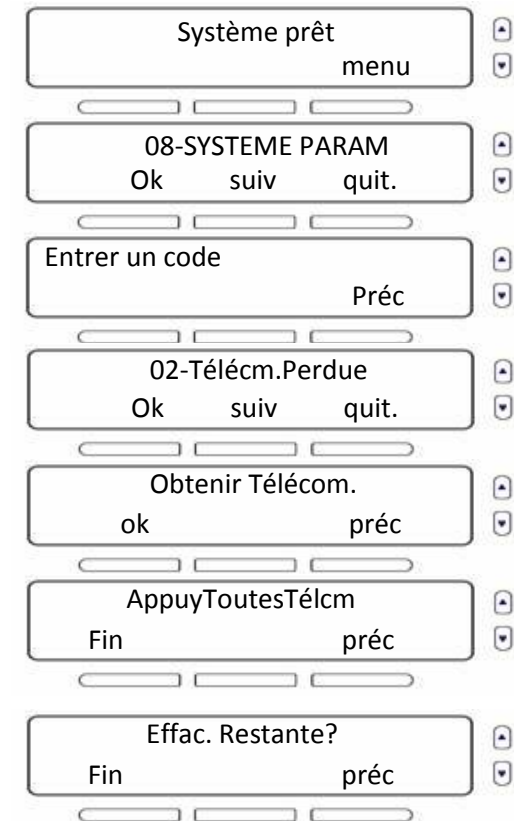 Système prêt
menu
08-SYSTEME PARAM
Ok suiv quit.
Entrer un code
Préc
02-Télécm.Perdue
Ok suiv quit.
Obtenir Télécom.
ok préc
AppuyToutesTélcm
Fin préc
Effac. Restante?
Fin préc